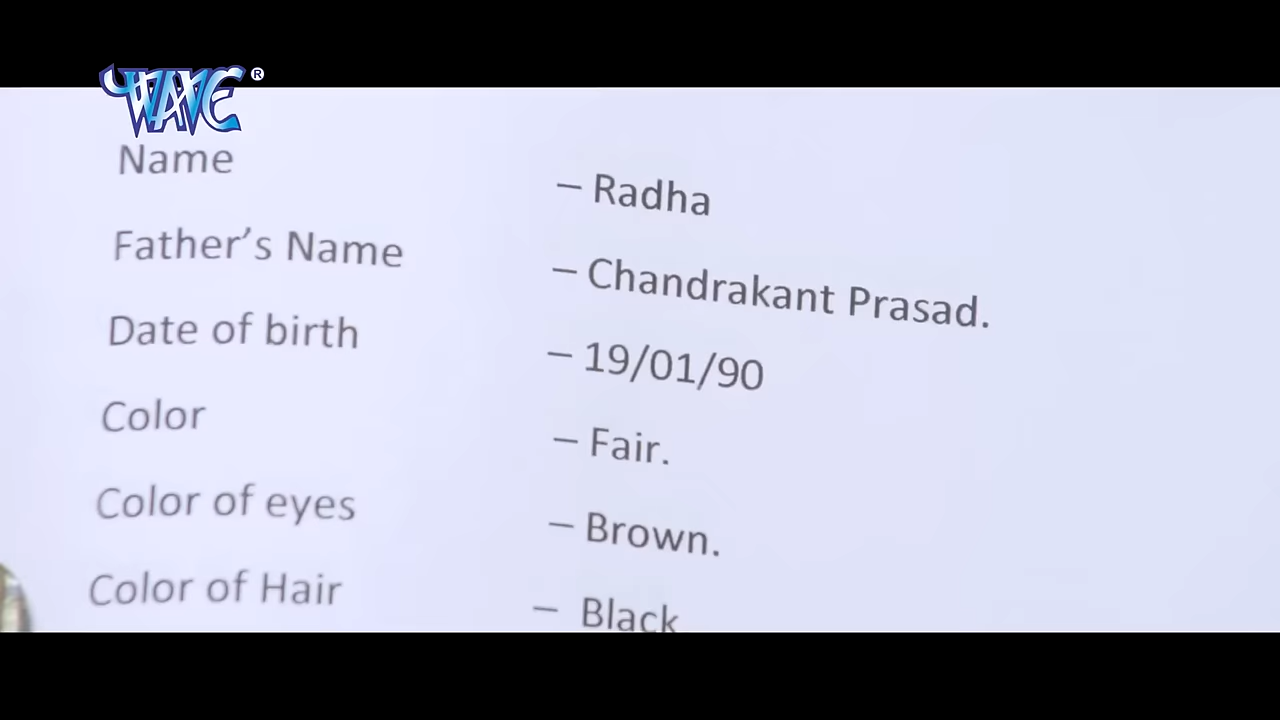 WAVE ®
Name – Radha
Father's Name – Chandrakant Prasad.
Date of birth – 19/01/90
Color – Fair.
Color of eyes – Brown.
Color of Hair – Black